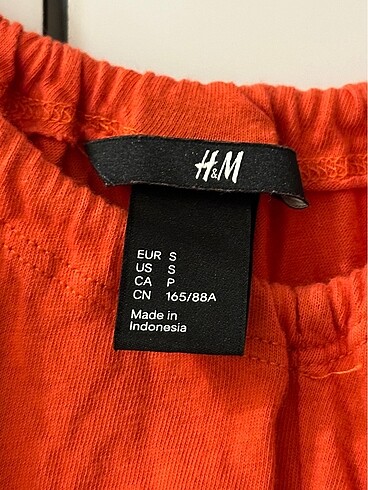 H&M
EUR S
US S
CA P
CN 165/88A
Made in
Indonesia